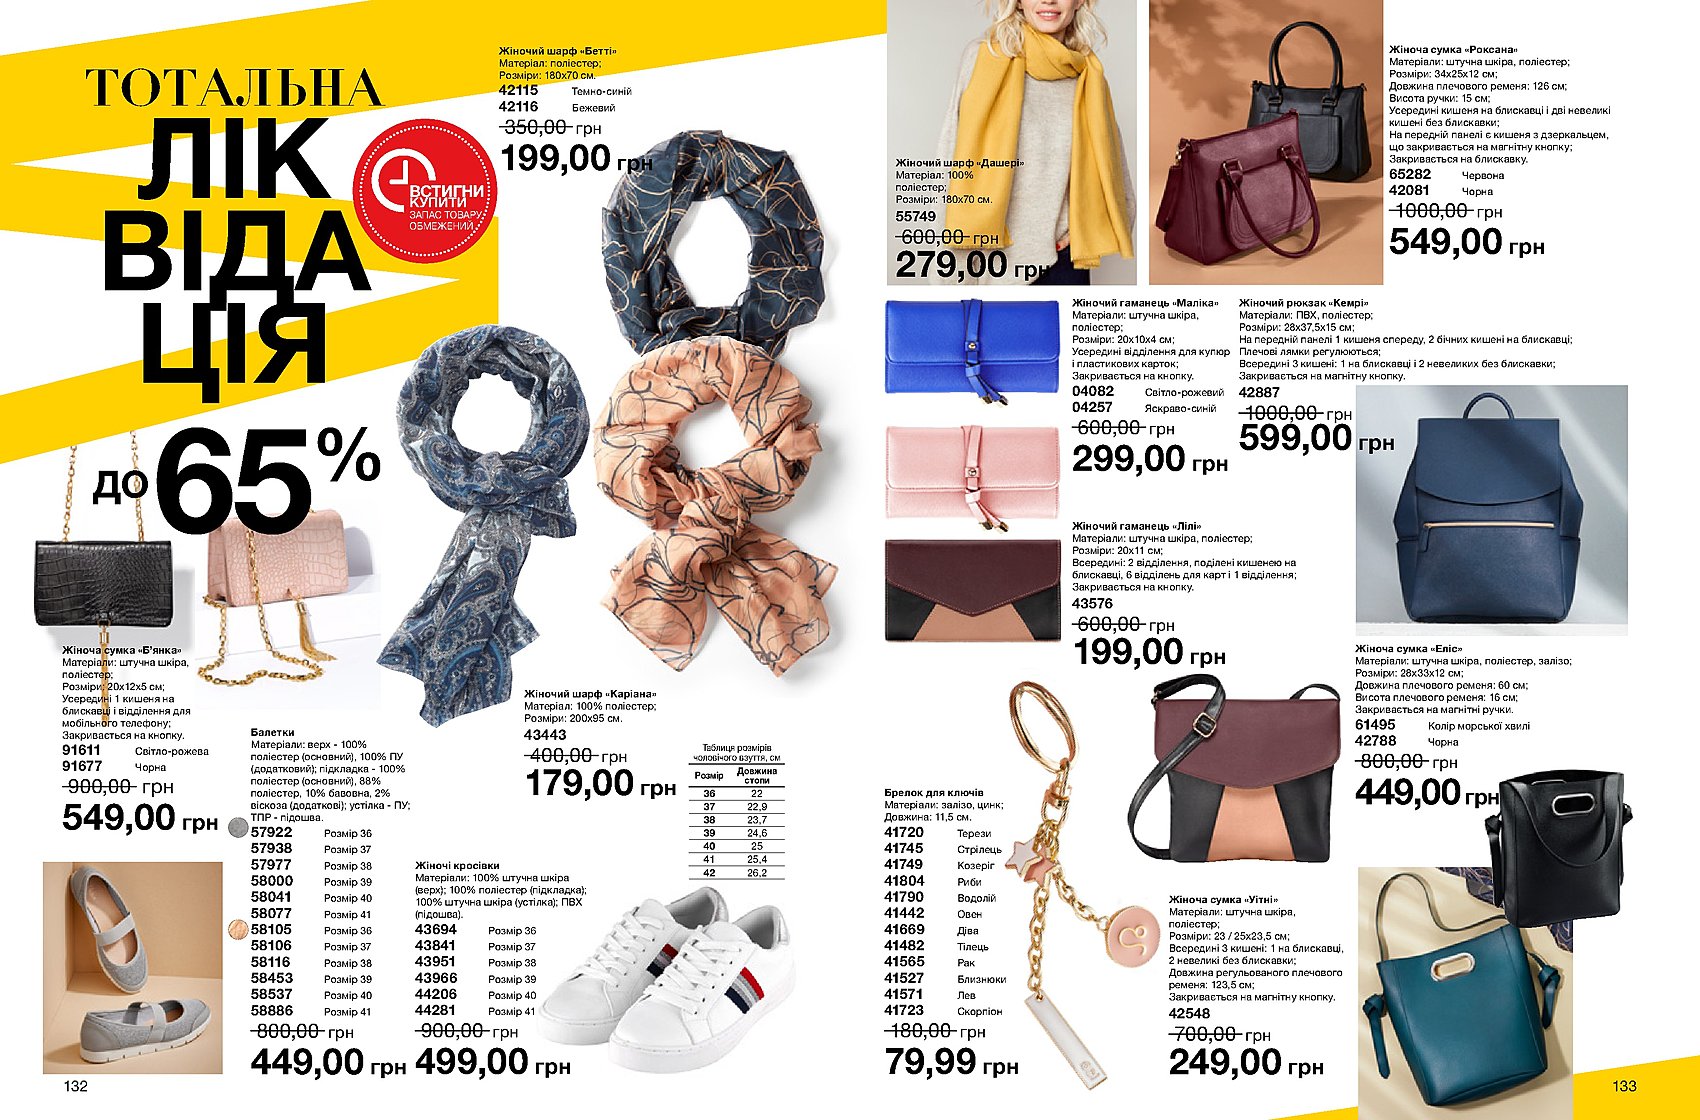 ТОТАЛЬНА
ЛІК
ВІДА
ЦІЯ
ДО 65%
ВСТИГНИ
КУПИТИ
ЗАПАС ТОВАРУ
ОБМЕЖЕНИЙ
Жіночий шарф «Бетті»
Матеріал: поліестер;
Розміри: 180х70 см.
42115 Темно-синій
42116 Бежевий
350,00 грн
199,00 грн
Жіноча сумка «Б'янка»
Матеріали: штучна шкіра,
поліестер;
Розміри: 20х12х5 см;
Усередині 1 кишеня на
блискавці і відділення для
мобільного телефону;
Закривається на кнопку.
91611 Світло-рожева
91677 Чорна
900,00 грн
549,00 грн
Балетки
Матеріали: верх - 100%
поліестер (основний), 100% ПУ
(додатковий); підкладка - 100%
поліестер (основний), 88%
поліестер, 10% бавовна, 2%
віскоза (додаткові); устілка - ПУ;
ТПР - підошва.
57922 Розмір 36
57938 Розмір 37
57977 Розмір 38
58000 Розмір 39
58041 Розмір 40
58077 Розмір 41
58105 Розмір 36
58106 Розмір 37
58116 Розмір 38
58453 Розмір 39
58537 Розмір 40
58886 Розмір 41
800,00 грн
449,00 грн
Жіночий шарф «Каріана»
Матеріал: 100% поліестер;
Розміри: 200х95 см.
43443
400,00 грн
179,00 грн
Таблиця розмірів
чоловічого взуття, см
Розмір Довжина
стопи
36 22
37 22,9
38 23,7
39 24,6
40 25
41 25,4
42 26,2
Жіночі кросівки
Матеріали: 100% штучна шкіра
(верх); 100% поліестер (підкладка);
100% штучна шкіра (устілка); ПВХ
(підошва).
43694 Розмір 36
43841 Розмір 37
43951 Розмір 38
43966 Розмір 39
44206 Розмір 40
44281 Розмір 41
900,00 грн
499,00 грн
132
Жіночий шарф «Дашері»
Матеріал: 100%
поліестер;
Розміри: 180х70 см.
55749
600,00 грн
279,00 грн
Жіноча сумка «Роксана»
Матеріали: штучна шкіра, поліестер;
Розміри: 34х25х12 см;
Довжина плечового ременя: 126 см;
Висота ручки: 15 см;
Усередині кишеня на блискавці і дві невеликі
кишені без блискавки;
На передній панелі є кишеня з дзеркальцем,
що закривається на магнітну кнопку;
Закривається на блискавку.
65282 Червона
42081 Чорна
1000,00 грн
549,00 грн
Жіночий гаманець «Маліка»
Матеріали: штучна шкіра,
поліестер;
Розміри: 20х10х4 см;
Усередині відділення для купюр
і пластикових карток;
Закривається на кнопку.
04082 Світло-рожевий
04257 Яскраво-синій
600,00 грн
299,00 грн
Жіночий рюкзак «Кемрі»
Матеріали: ПВХ, поліестер;
Розміри: 28х37,5х15 см;
На передній панелі 1 кишеня спереду, 2 бічних кишені на блискавці;
Плечові лямки регулюються;
Всередині 3 кишені: 1 на блискавці і 2 невеликих без блискавки;
Закривається на магнітну кнопку.
42887
1000,00 грн
599,00 грн
Жіночий гаманець «Лілі»
Матеріали: штучна шкіра, поліестер;
Розміри: 20х11 см;
Всередині: 2 відділення, поділені кишенею на
блискавці, 6 відділень для карт і 1 відділення;
Закривається на кнопку.
43576
600,00 грн
199,00 грн
Жіноча сумка «Еліс»
Матеріали: штучна шкіра, поліестер, залізо;
Розміри: 28х33х12 см;
Довжина плечового ременя: 60 см;
Висота плечового ременя: 16 см;
Закривається на магнітні ручки.
61495 Колір морської хвилі
42788 Чорна
800,00 грн
449,00 грн
Брелок для ключів
Матеріали: залізо, цинк;
Довжина: 11,5 см.
41720 Терези
41745 Стрілець
41749 Козеріг
41804 Риби
41790 Водолій
41442 Овен
41669 Діва
41482 Тілець
41565 Рак
41527 Близнюки
41571 Лев
41723 Скорпіон
180,00 грн
79,99 грн
Жіноча сумка «Уітні»
Матеріали: штучна шкіра,
поліестер;
Розміри: 23 / 25х23,5 см;
Всередині 3 кишені: 1 на блискавці,
2 невеликі без блискавки;
Довжина регульованого плечового
ременя: 123,5 см;
Закривається на магнітну кнопку.
42548
700,00 грн
249,00 грн
133